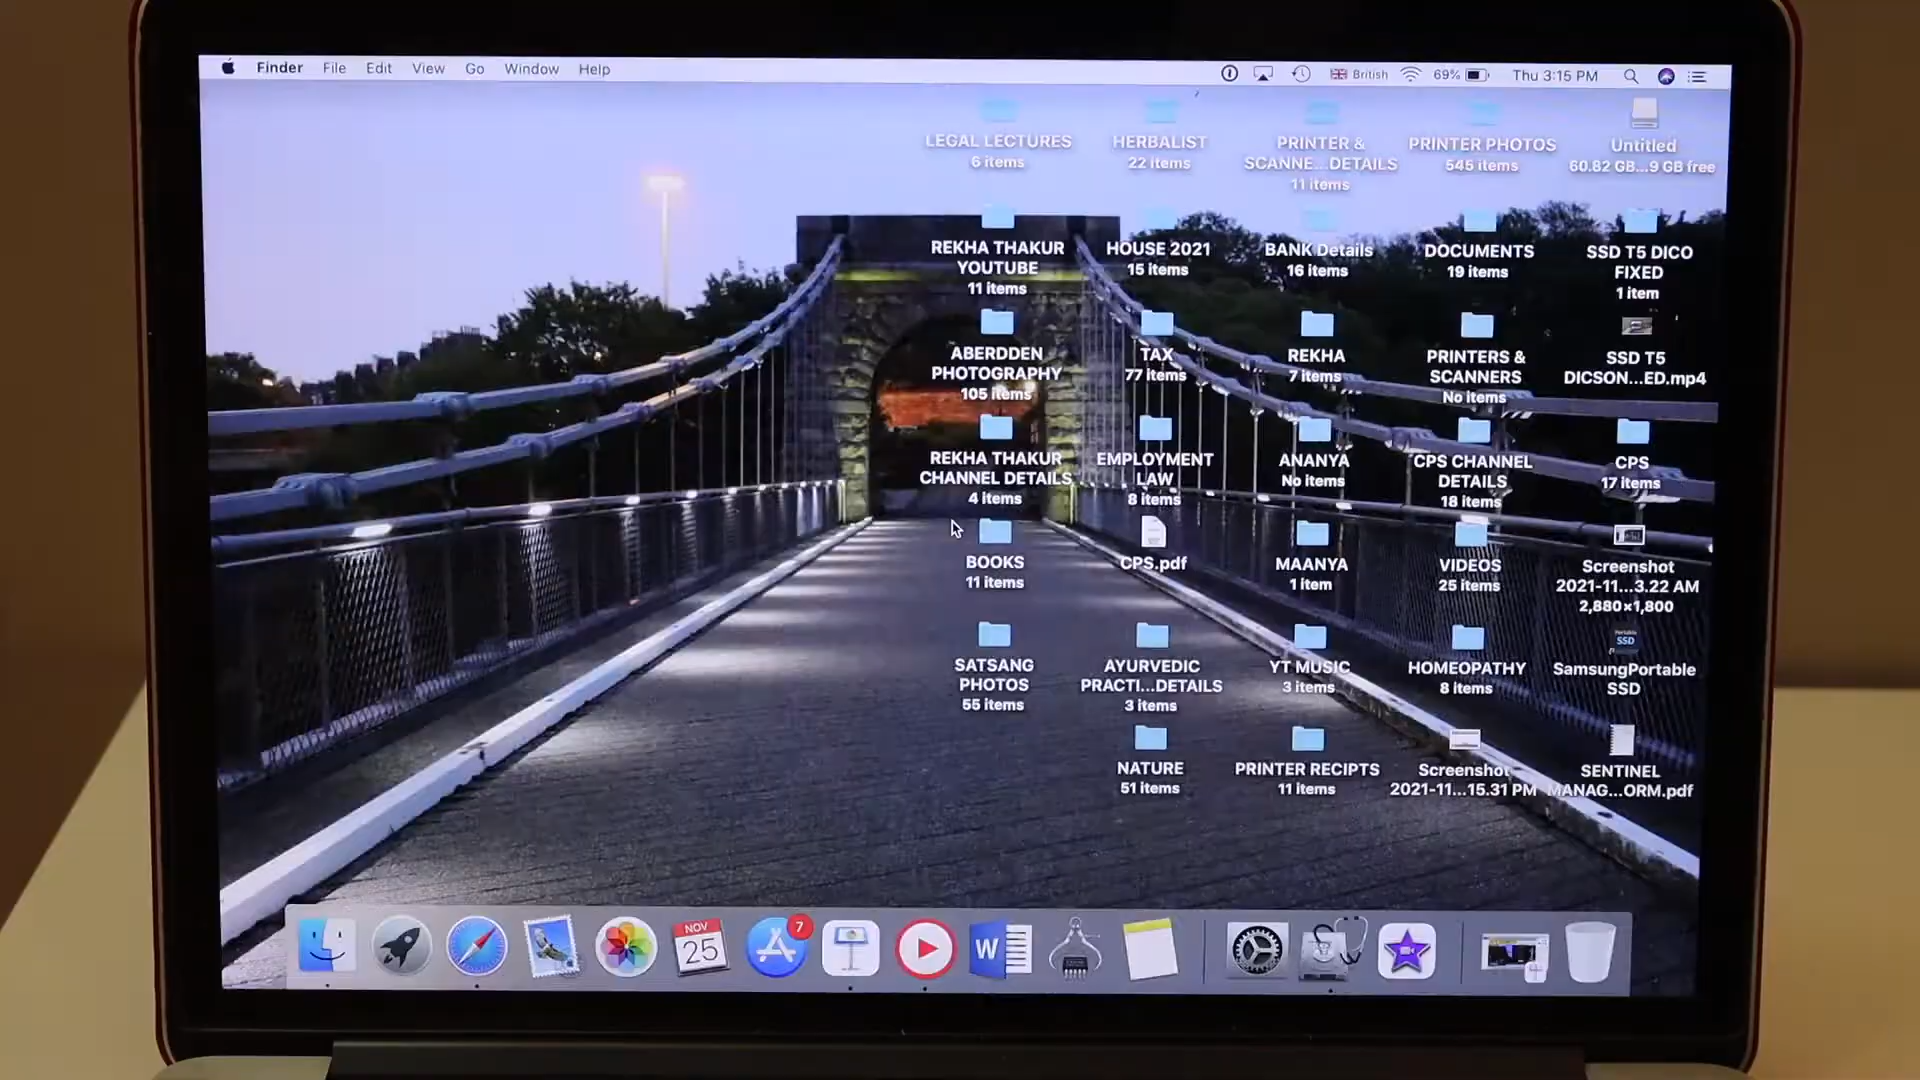 Finder File Edit View Go Window Help
British 69% Thu 3:15 PM
LEGAL LECTURES
6 items
HERBALIST
22 items
PRINTER &
SCANNE...DETAILS
11 items
PRINTER PHOTOS
545 items
Untitled
60.82 GB...9 GB free
REKHA THAKUR
YOUTUBE
11 items
HOUSE 2021
15 items
BANK Details
16 items
DOCUMENTS
19 items
SSD T5 DICO
FIXED
1 item
ABERDDEN
PHOTOGRAPHY
105 items
TAX
77 items
REKHA
7 items
PRINTERS &
SCANNERS
No items
SSD T5
DICSON...ED.mp4
REKHA THAKUR
CHANNEL DETAILS
4 items
EMPLOYMENT
LAW
8 items
ANANYA
No items
CPS CHANNEL
DETAILS
18 items
CPS
17 items
BOOKS
11 items
CPS.pdf
MAANYA
1 item
VIDEOS
25 items
Screenshot
2021-11...3.22 AM
2,880×1,800
SATSANG
PHOTOS
55 items
AYURVEDIC
PRACTI...DETAILS
3 items
YT MUSIC
3 items
HOMEOPATHY
8 items
SSD
SamsungPortable
SSD
NATURE
51 items
PRINTER RECIPTS
11 items
Screenshot
2021-11...15.31 PM
SENTINEL
MANAG...ORM.pdf
NOV
25
7
W